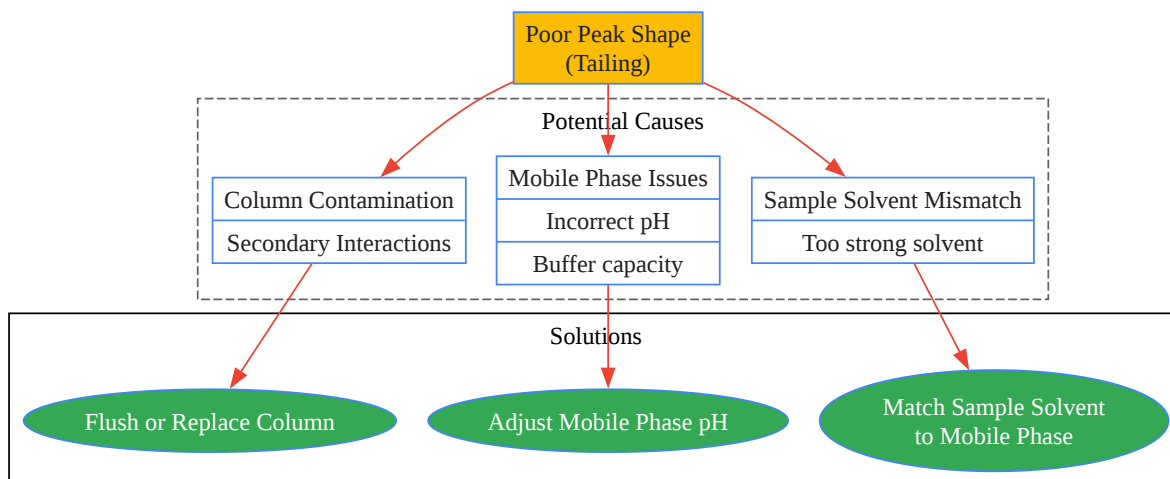 Poor Peak Shape
(Tailing)
Potential Causes
Column Contamination
Secondary Interactions
Mobile Phase Issues
Incorrect pH
Buffer capacity
Sample Solvent Mismatch
Too strong solvent
Solutions
Flush or Replace Column
Adjust Mobile Phase pH
Match Sample Solvent
to Mobile Phase